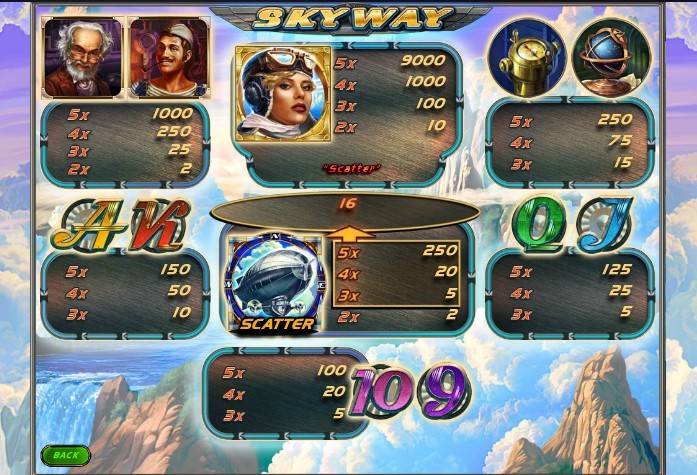 SKYWAY
5x 1000
4x 250
3x 25
2x 2
5x 9000
4x 1000
3x 100
2x 10
"Scatter"
5x 250
4x 75
3x 15
A K
5x 150
4x 50
3x 10
16
SCATTER
N
E
5x 250
4x 20
3x 5
2x 2
Q J
5x 125
4x 25
3x 5
5x 100
4x 20
3x 5
10 9
BACK